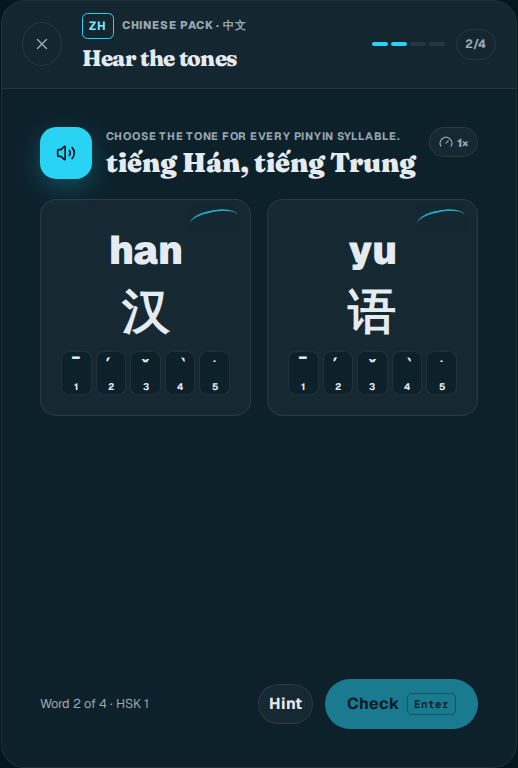 ZH CHINESE PACK · 中文
Hear the tones
2/4
CHOOSE THE TONE FOR EVERY PINYIN SYLLABLE.
tiếng Hán, tiếng Trung
1×
han
汉
ˉ 1 ˊ 2 ˇ 3 ˋ 4 · 5
yu
语
ˉ 1 ˊ 2 ˇ 3 ˋ 4 · 5
Word 2 of 4 · HSK 1
Hint
Check Enter